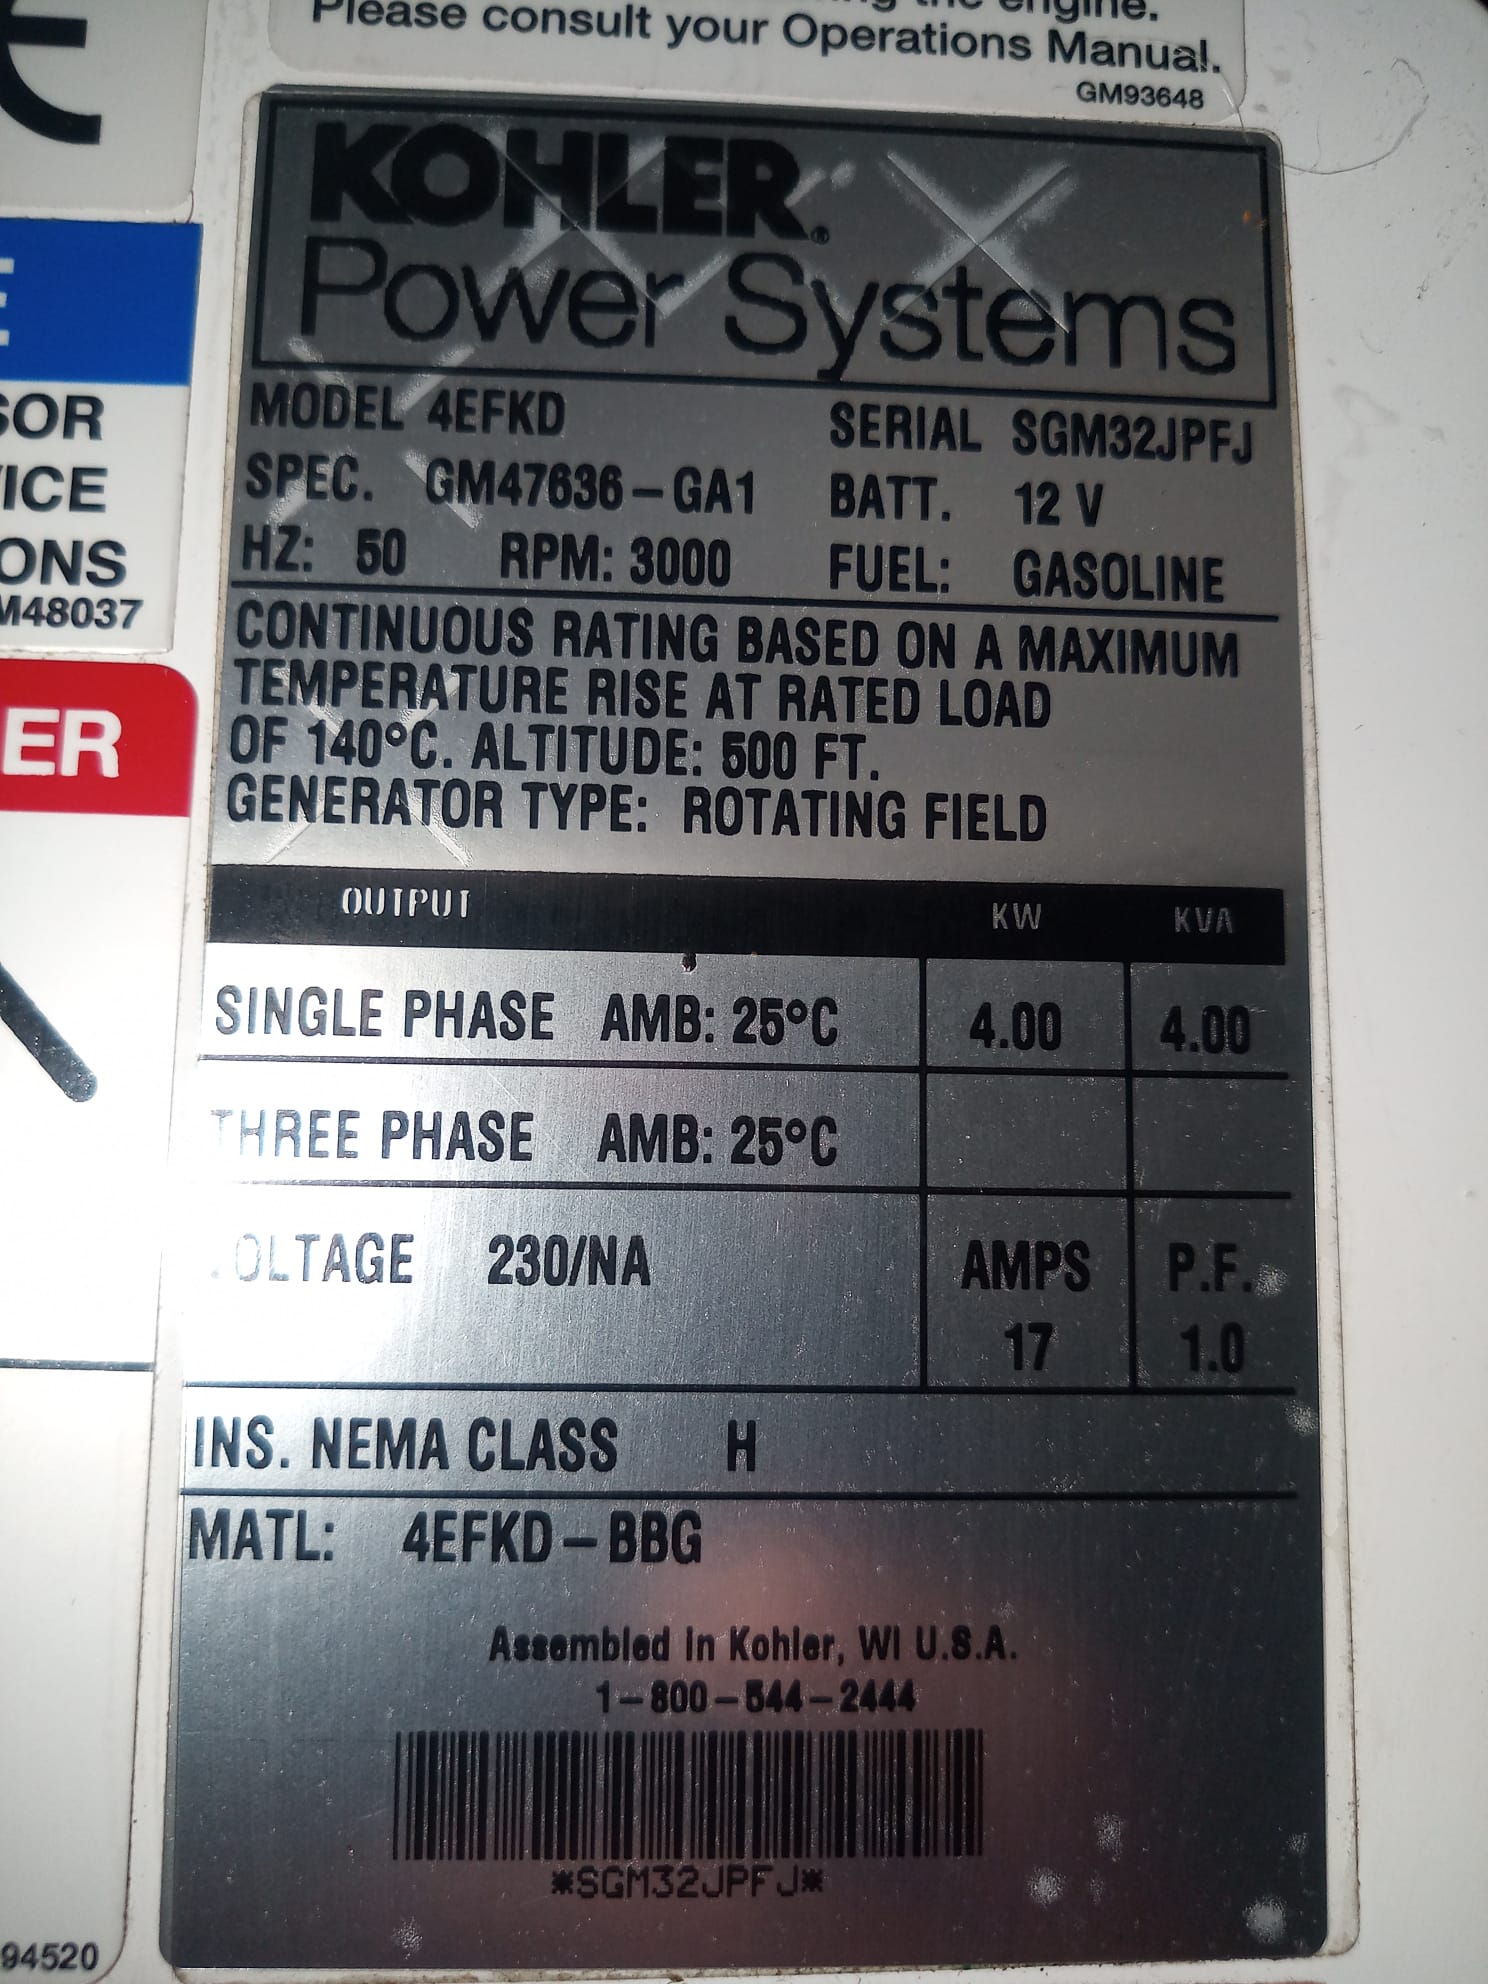 the engine.
Please consult your Operations Manual.
GM93648
KOHLER®
Power Systems
MODEL 4EFKD SERIAL SGM32JPFJ
SPEC. GM47636-GA1 BATT. 12 V
HZ: 50 RPM: 3000 FUEL: GASOLINE
CONTINUOUS RATING BASED ON A MAXIMUM
TEMPERATURE RISE AT RATED LOAD
OF 140°C. ALTITUDE: 500 FT.
GENERATOR TYPE: ROTATING FIELD
OUTPUT KW KVA
SINGLE PHASE AMB: 25°C 4.00 4.00
THREE PHASE AMB: 25°C
VOLTAGE 230/NA AMPS P.F.
17 1.0
INS. NEMA CLASS H
MATL: 4EFKD-BBG
Assembled in Kohler, WI U.S.A.
1-800-544-2444
*SGM32JPFJ*
E
SOR
ICE
ONS
M48037
ER
94520